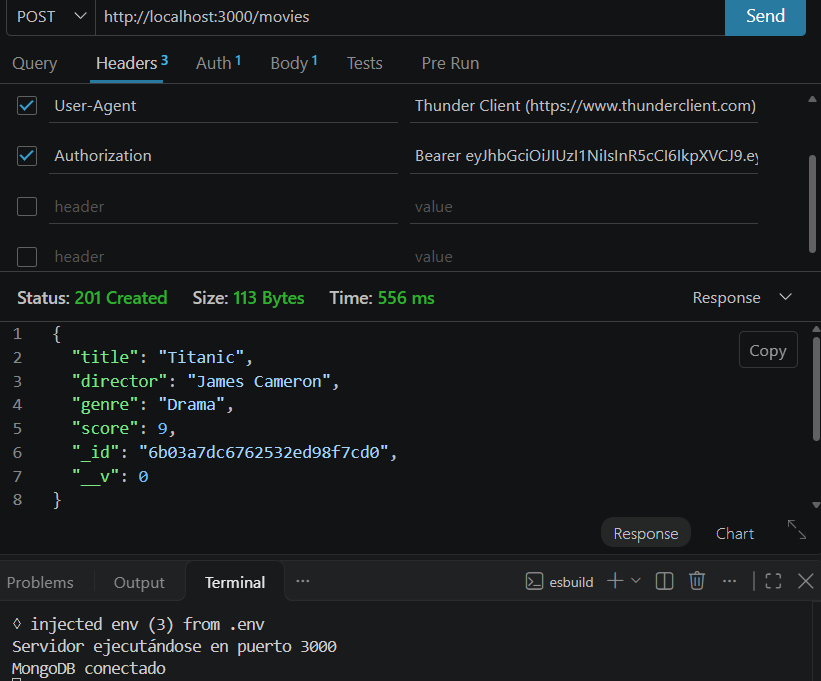 POST http://localhost:3000/movies Send
Query Headers 3 Auth 1 Body 1 Tests Pre Run
User-Agent Thunder Client (https://www.thunderclient.com)
Authorization Bearer eyJhbGciOiJIUzI1NiIsInR5cCI6IkpXVCJ9.ey
header value
header value
Status: 201 Created Size: 113 Bytes Time: 556 ms Response
1 {
Copy
2 "title": "Titanic",
3 "director": "James Cameron",
4 "genre": "Drama",
5 "score": 9,
6 "_id": "6b03a7dc6762532ed98f7cd0",
7 "__v": 0
8 }
Response Chart
Problems Output Terminal ··· esbuild ···
◊ injected env (3) from .env
Servidor ejecutándose en puerto 3000
MongoDB conectado